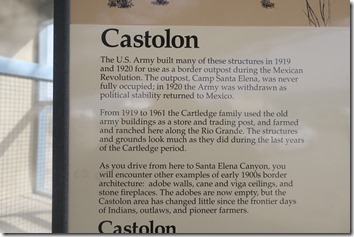 Castolon
The U.S. Army built many of these structures in 1919
and 1920 for use as a border outpost during the Mexican
Revolution. The outpost, Camp Santa Elena, was never
fully occupied; in 1920 the Army was withdrawn as
political stability returned to Mexico.
From 1919 to 1961 the Cartledge family used the old
army buildings as a store and trading post, and farmed
and ranched here along the Rio Grande. The structures
and grounds look much as they did during the last years
of the Cartledge period.
As you drive from here to Santa Elena Canyon, you
will encounter other examples of early 1900s border
architecture: adobe walls, cane and viga ceilings, and
stone fireplaces. The adobes are now empty, but the
Castolon area has changed little since the frontier days
of Indians, outlaws, and pioneer farmers.
Castolon